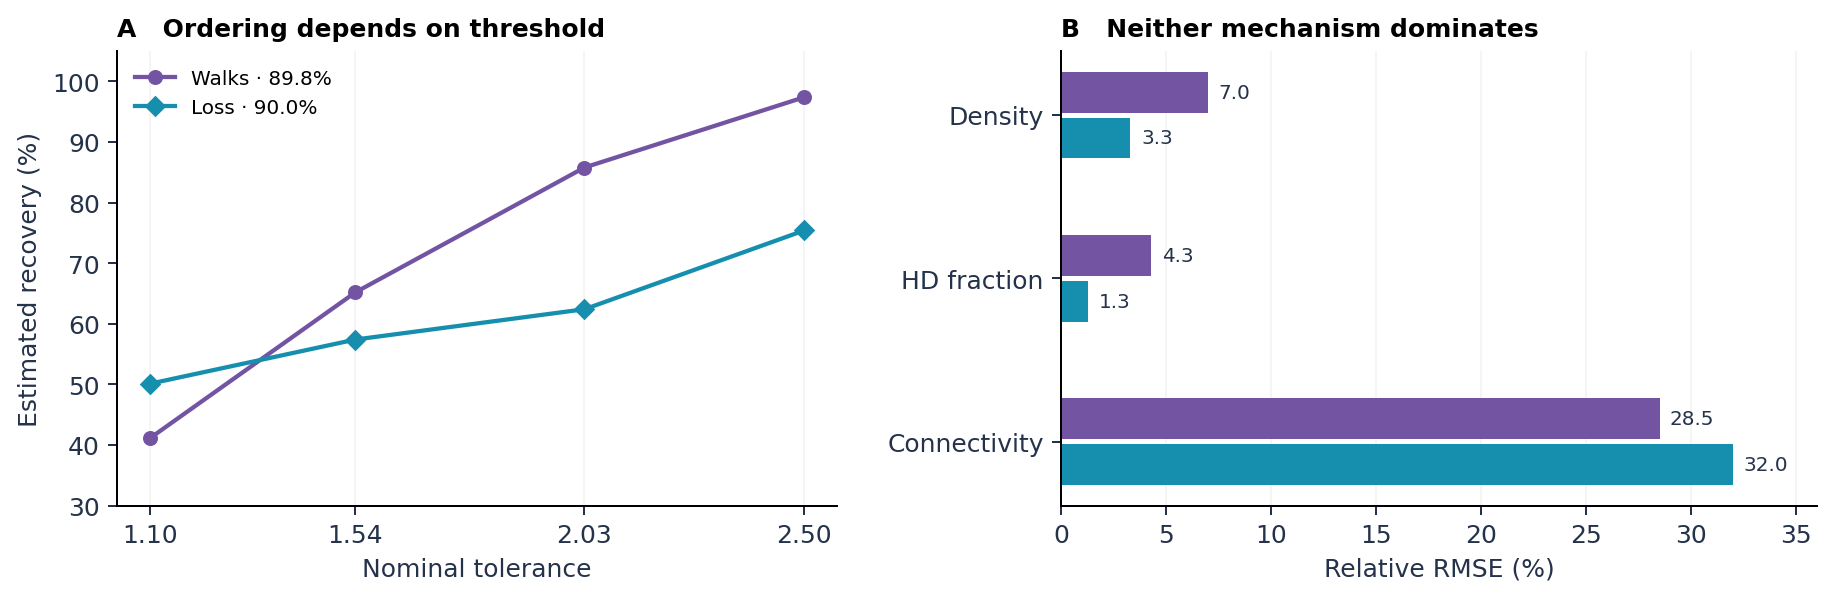 A Ordering depends on threshold
Walks · 89.8%
Loss · 90.0%
Estimated recovery (%)
100
90
80
70
60
50
40
30
1.10 1.54 2.03 2.50
Nominal tolerance
B Neither mechanism dominates
Density
7.0
3.3
HD fraction
4.3
1.3
Connectivity
28.5
32.0
0 5 10 15 20 25 30 35
Relative RMSE (%)